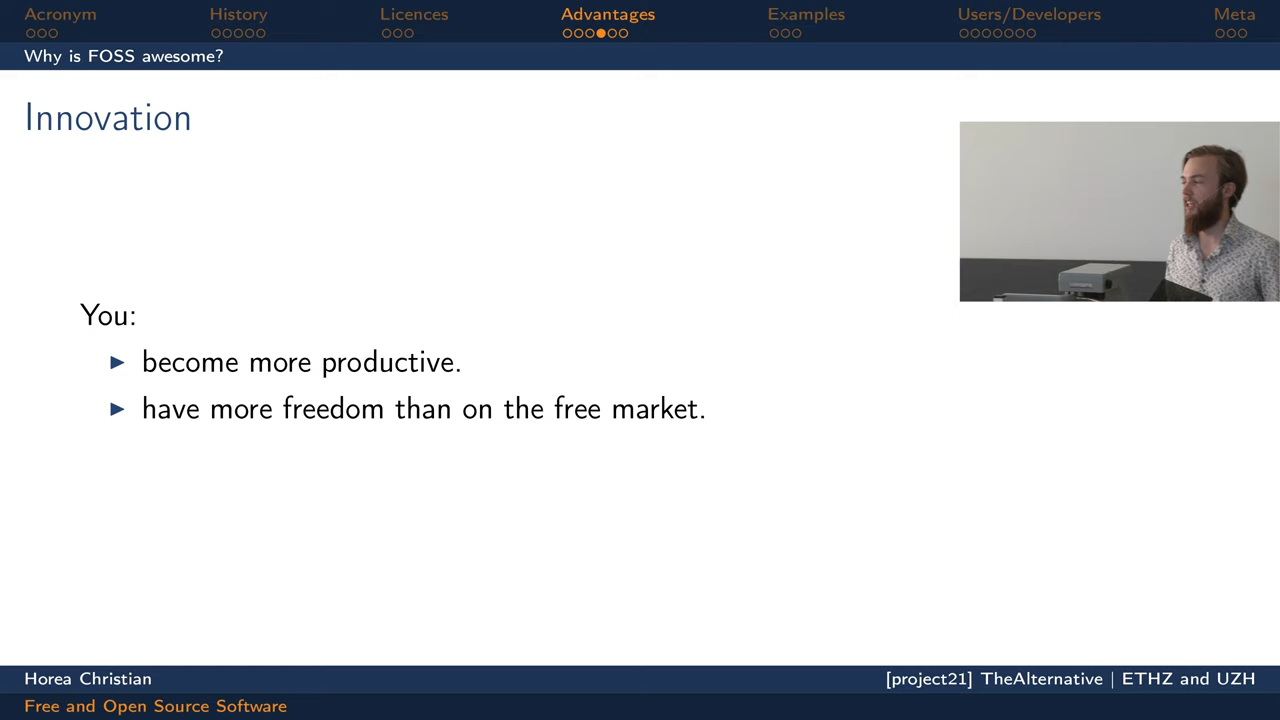 Acronym History Licences Advantages Examples Users/Developers Meta
Why is FOSS awesome?
Innovation
You:
become more productive.
have more freedom than on the free market.
Horea Christian [project21] TheAlternative | ETHZ and UZH
Free and Open Source Software